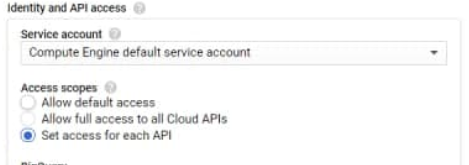 Identity and API access
Service account
Compute Engine default service account
Access scopes
Allow default access
Allow full access to all Cloud APIs
Set access for each API